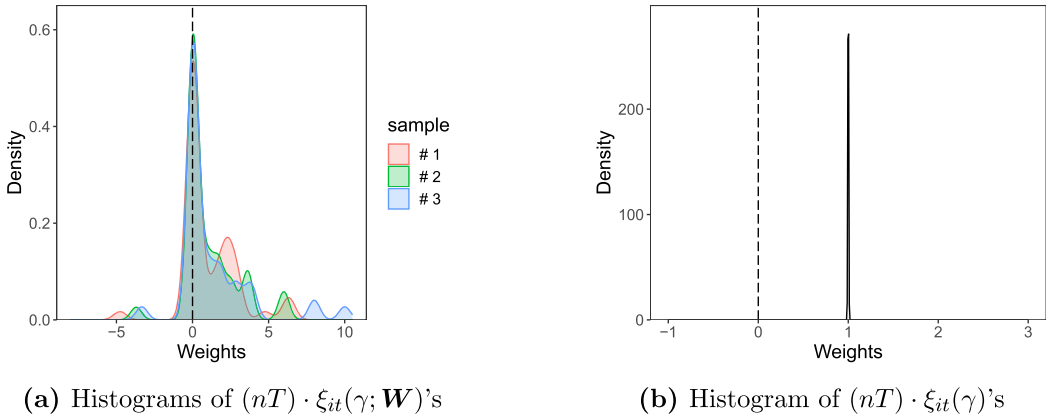 0.6
0.4
0.2
0.0
Density
−5
0
5
10
Weights
sample
# 1
# 2
# 3
200
100
0
Density
−1
0
1
2
3
Weights
(a) Histograms of (nT) · ξit(γ; W)'s
(b) Histogram of (nT) · ξit(γ)'s